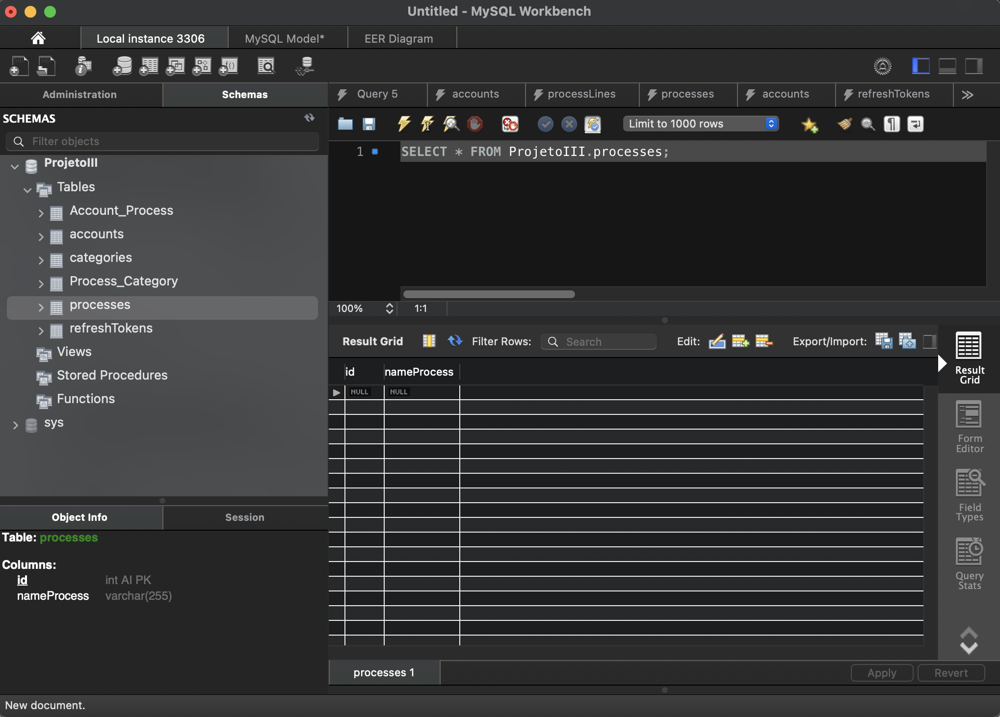 Untitled - MySQL Workbench
Local instance 3306
MySQL Model*
EER Diagram
Administration
Schemas
Query 5
accounts
processLines
processes
accounts
refreshTokens
SCHEMAS
Filter objects
Limit to 1000 rows
1
SELECT * FROM ProjetoIII.processes;
ProjetoIII
Tables
Account_Process
accounts
categories
Process_Category
processes
refreshTokens
Views
Stored Procedures
Functions
sys
100%
1:1
Result Grid
Filter Rows:
Search
Edit:
Export/Import:
id
nameProcess
NULL
NULL
Result
Grid
Form
Editor
Field
Types
Query
Stats
Object Info
Session
Table: processes
Columns:
id int AI PK
nameProcess varchar(255)
processes 1
Apply
Revert
New document.